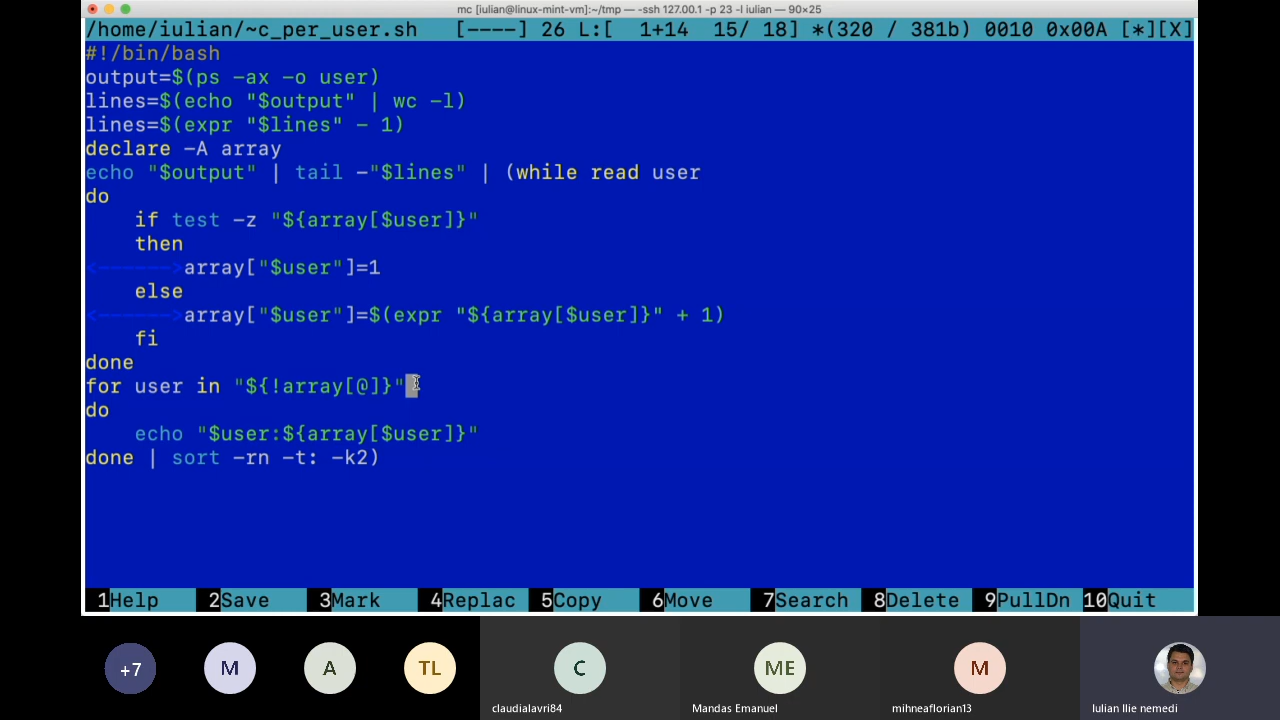 mc [iulian@linux-mint-vm]:~/tmp — -ssh 127.00.1 -p 23 -l iulian — 90×25
/home/iulian/~c_per_user.sh [----] 26 L:[ 1+14 15/ 18] *(320 / 381b) 0010 0x00A [*][X]
#!/bin/bash
output=$(ps -ax -o user)
lines=$(echo "$output" | wc -l)
lines=$(expr "$lines" - 1)
declare -A array
echo "$output" | tail -"$lines" | (while read user
do
if test -z "${array[$user]}"
then
<------>array["$user"]=1
else
<------>array["$user"]=$(expr "${array[$user]}" + 1)
fi
done
for user in "${!array[@]}"
do
echo "$user:${array[$user]}"
done | sort -rn -t: -k2)
1Help 2Save 3Mark 4Replac 5Copy 6Move 7Search 8Delete 9PullDn 10Quit
+7 M A TL C ME M
claudialavri84 Mandas Emanuel mihneaflorian13 Iulian Ilie nemedi